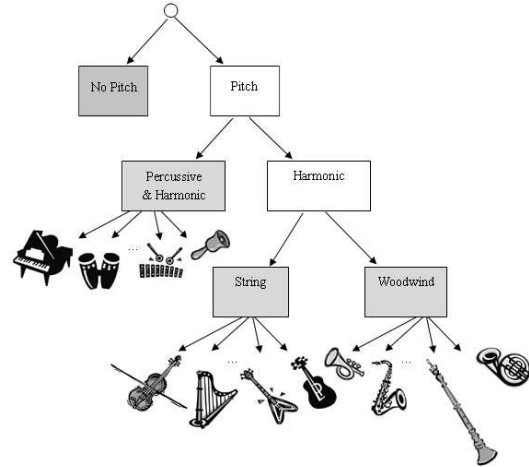 No Pitch
Pitch
Percussive
& Harmonic
Harmonic
...
String
Woodwind
...
...